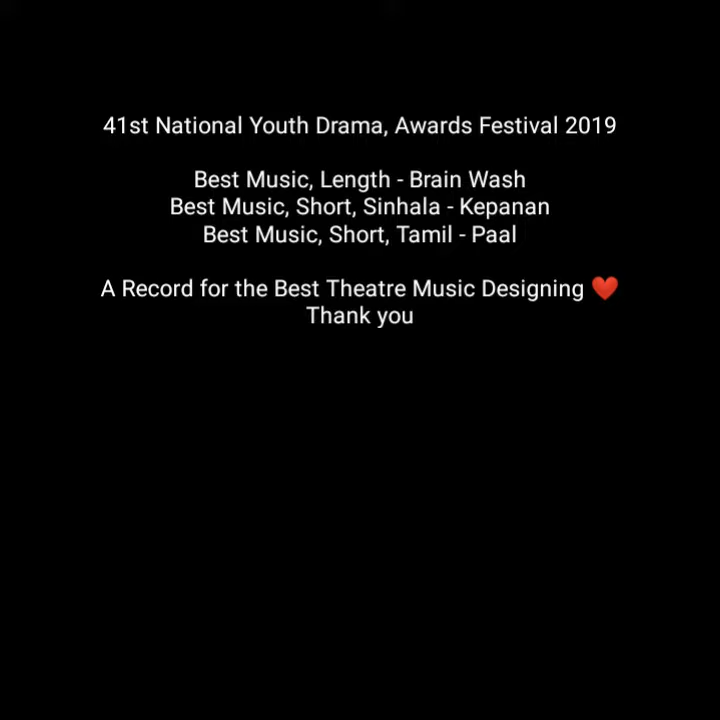 41st National Youth Drama, Awards Festival 2019
Best Music, Length - Brain Wash
Best Music, Short, Sinhala - Kepanan
Best Music, Short, Tamil - Paal
A Record for the Best Theatre Music Designing ❤️
Thank you